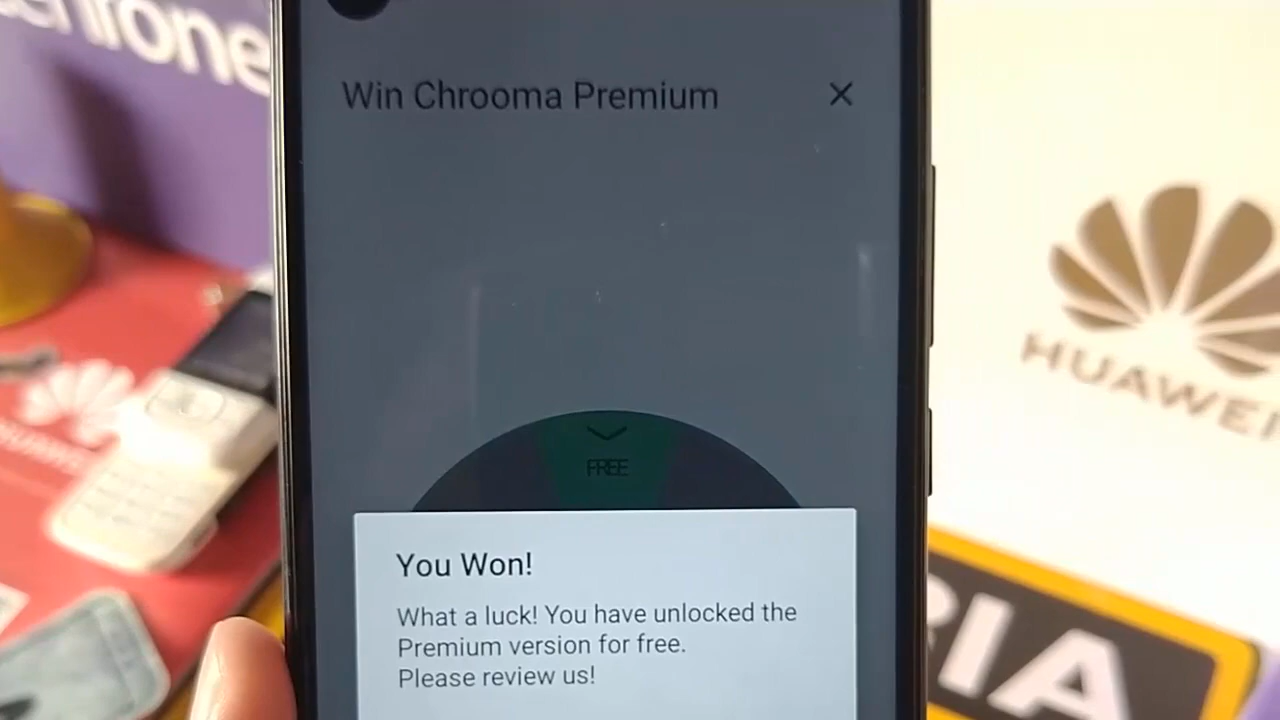 Win Chrooma Premium
FREE
You Won!
What a luck! You have unlocked the
Premium version for free.
Please review us!
HUAWEI